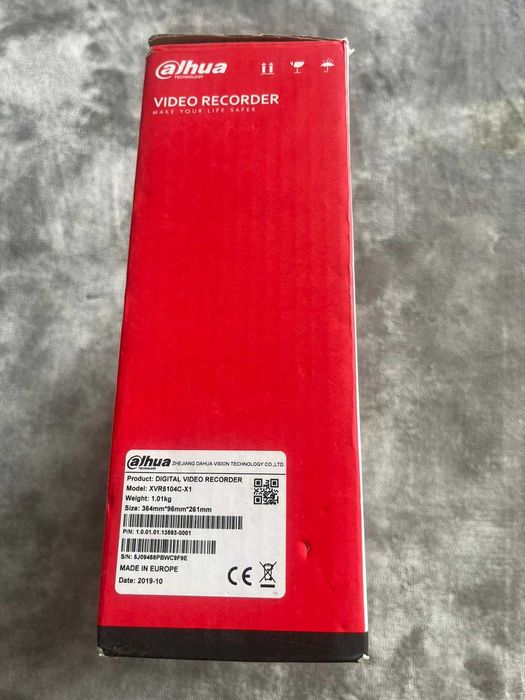 alhua
TECHNOLOGY
VIDEO RECORDER
MAKE YOUR LIFE SAFER
alhua
TECHNOLOGY
ZHEJIANG DAHUA VISION TECHNOLOGY CO.,LTD.
Product: DIGITAL VIDEO RECORDER
Model: XVR5104C-X1
Weight: 1.01kg
Size: 364mm*96mm*261mm
P/N: 1.0.01.01.13593-0001
S/N: 5J09468PBWC9F9E
MADE IN EUROPE
Date: 2019-10
CE